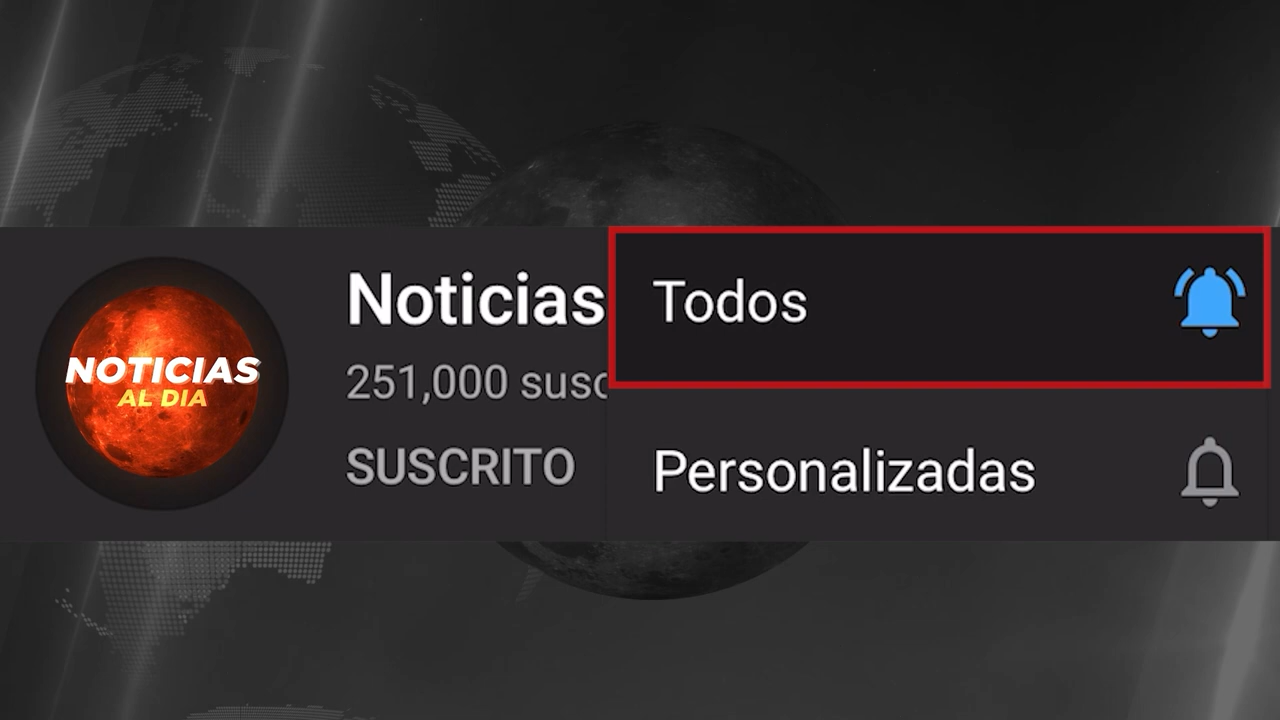 NOTICIAS
AL DIA
Noticias
251,000 susc
SUSCRITO
Todos
Personalizadas